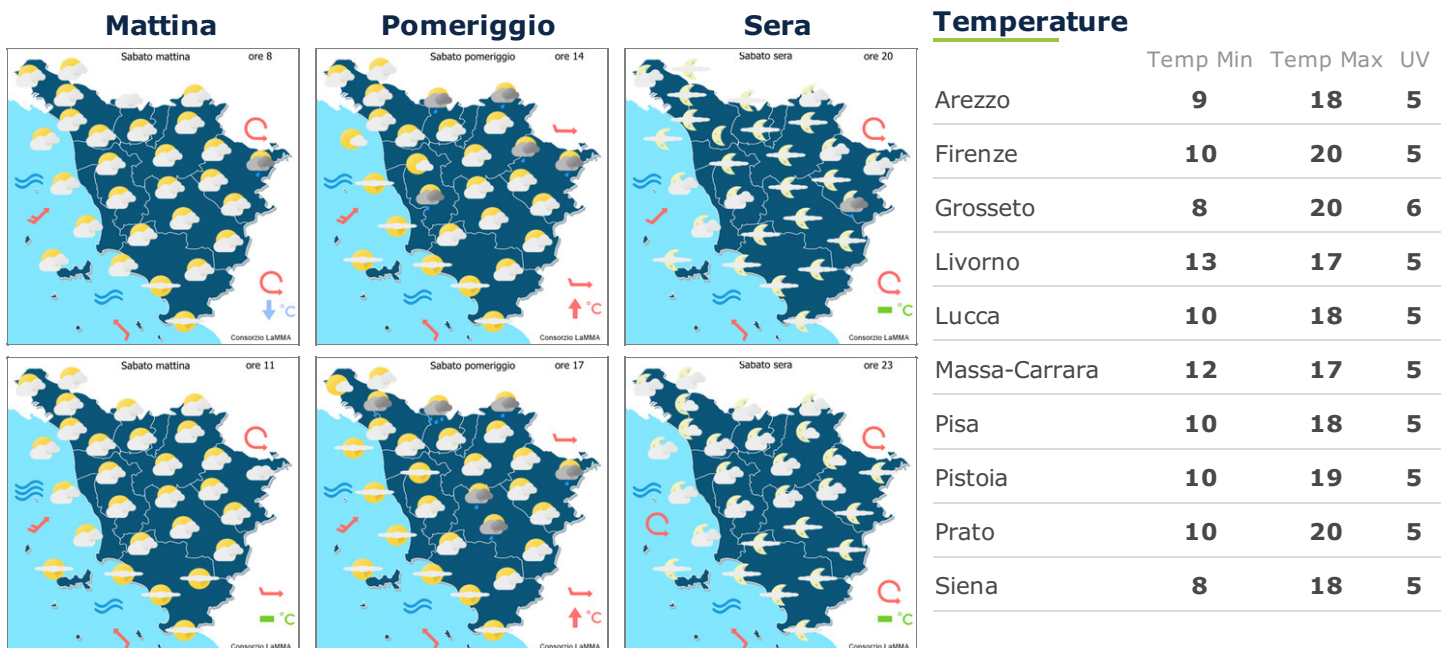 Mattina
Pomeriggio
Sera
Sabato mattina ore 8
°C
Consorzio LaMMA
Sabato pomeriggio ore 14
°C
Consorzio LaMMA
Sabato sera ore 20
°C
Consorzio LaMMA
Sabato mattina ore 11
°C
Consorzio LaMMA
Sabato pomeriggio ore 17
°C
Consorzio LaMMA
Sabato sera ore 23
°C
Consorzio LaMMA
Temperature
Temp Min Temp Max UV
Arezzo 9 18 5
Firenze 10 20 5
Grosseto 8 20 6
Livorno 13 17 5
Lucca 10 18 5
Massa-Carrara 12 17 5
Pisa 10 18 5
Pistoia 10 19 5
Prato 10 20 5
Siena 8 18 5